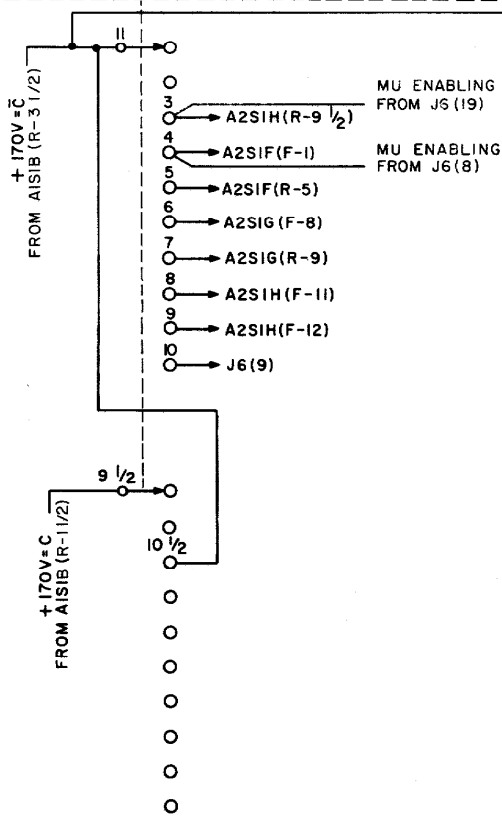 11
+170V=C̄
FROM A1S1B (R-3 1/2)
3
A2S1H(R-9 1/2)
MU ENABLING
FROM J6(19)
4
A2S1F(F-1)
MU ENABLING
FROM J6(8)
5
A2S1F(R-5)
6
A2S1G(F-8)
7
A2S1G(R-9)
8
A2S1H(F-11)
9
A2S1H(F-12)
10
J6(9)
9 1/2
+170V=C
FROM A1S1B (R-11/2)
10 1/2